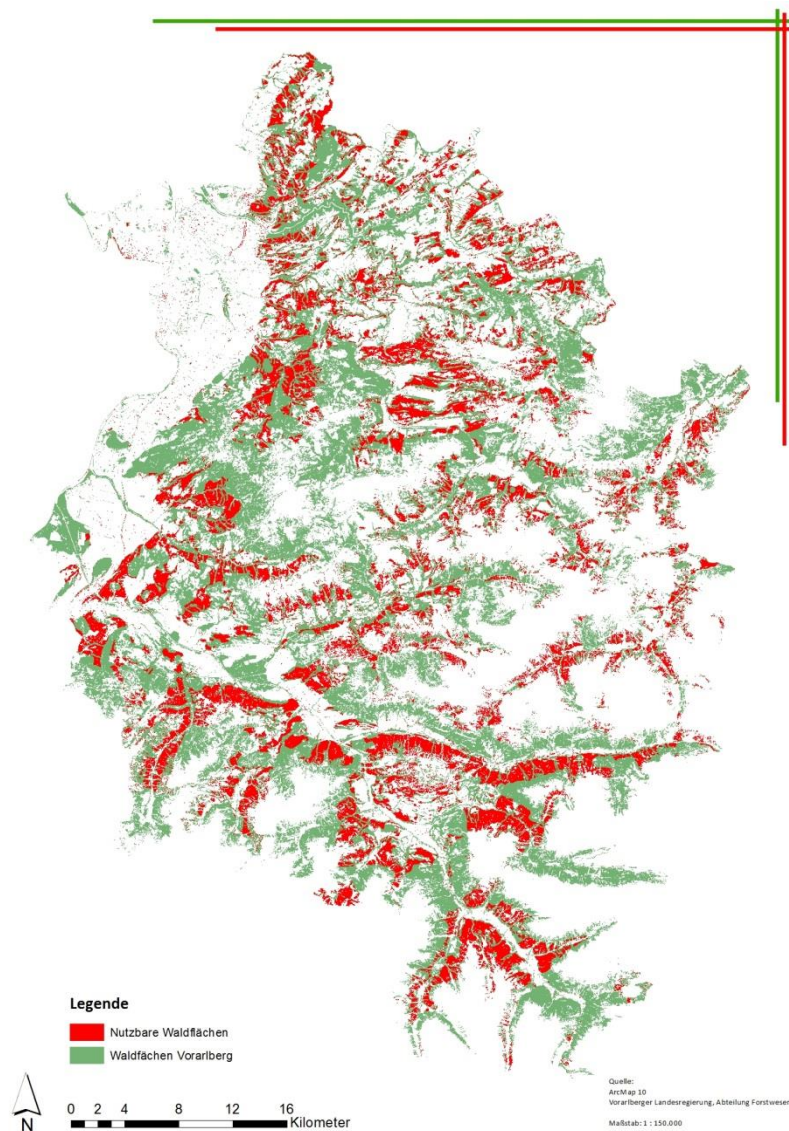 Legende
Nutzbare Waldflächen
Waldfächen Vorarlberg
N
0 2 4 8 12 16
Kilometer
Quelle:
ArcMap 10
Vorarlberger Landesregierung, Abteilung Forstwesen
Maßstab: 1 : 150.000